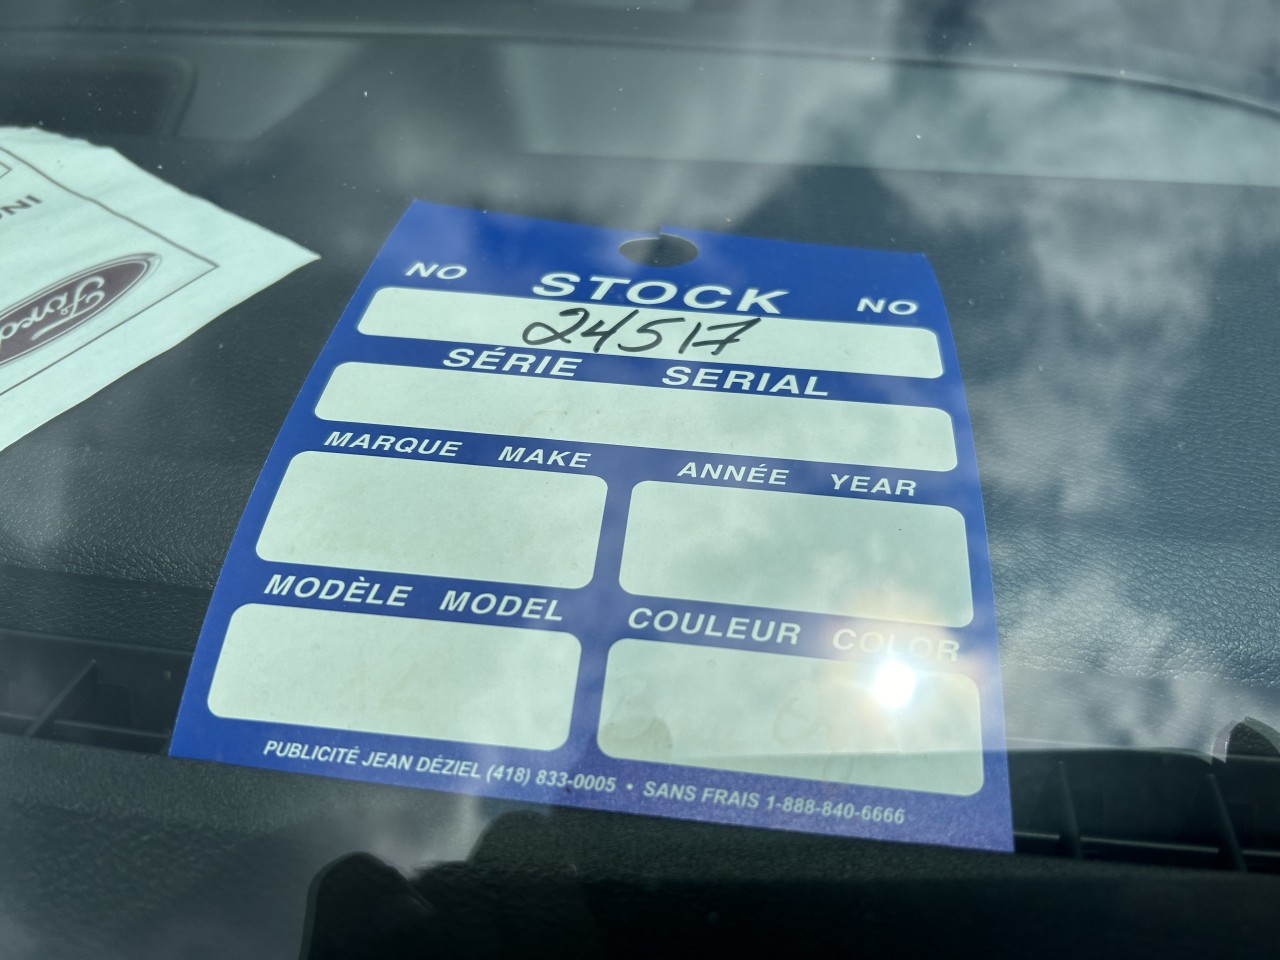 NO STOCK NO
24517
SÉRIE SERIAL
MARQUE MAKE
ANNÉE YEAR
MODÈLE MODEL
COULEUR COLOR
PUBLICITÉ JEAN DÉZIEL (418) 833-0005 • SANS FRAIS 1-888-840-6666
Ford